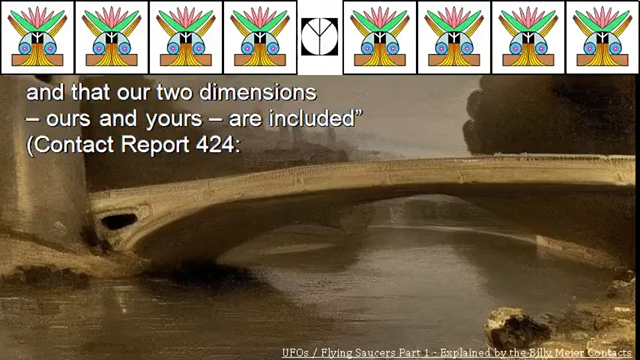 and that our two dimensions
– ours and yours – are included”
(Contact Report 424:
UFOs / Flying Saucers Part 1 - Explained by the Billy Meier Contacts